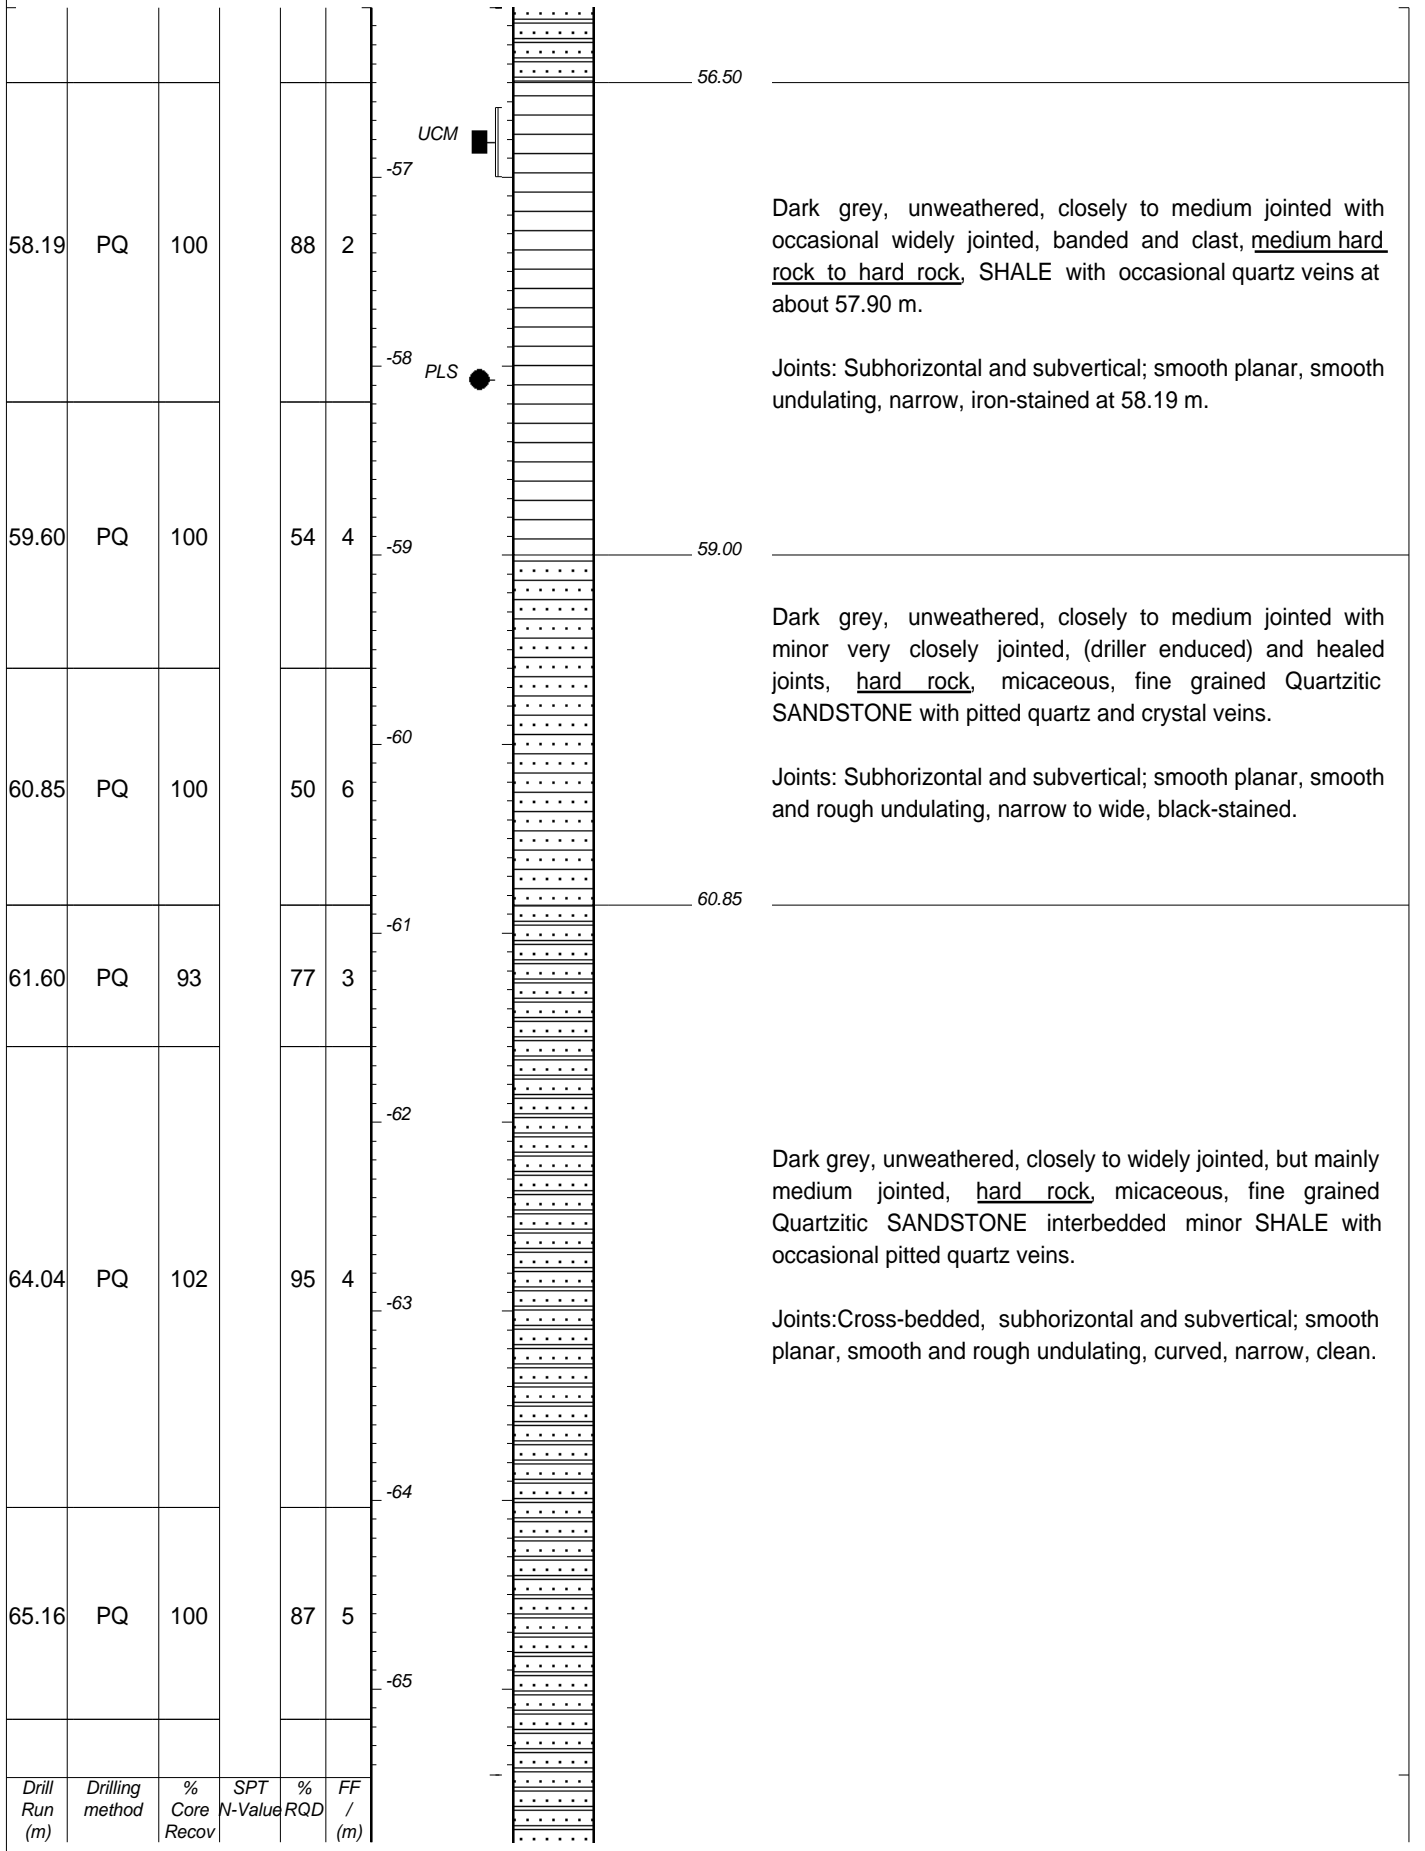 56.50
UCM
-57
Dark grey, unweathered, closely to medium jointed with
occasional widely jointed, banded and clast, medium hard
rock to hard rock, SHALE with occasional quartz veins at
about 57.90 m.
58.19 PQ 100 88 2
-58
PLS
Joints: Subhorizontal and subvertical; smooth planar, smooth
undulating, narrow, iron-stained at 58.19 m.
59.60 PQ 100 54 4
-59
59.00
Dark grey, unweathered, closely to medium jointed with
minor very closely jointed, (driller enduced) and healed
joints, hard rock, micaceous, fine grained Quartzitic
SANDSTONE with pitted quartz and crystal veins.
-60
60.85 PQ 100 50 6
Joints: Subhorizontal and subvertical; smooth planar, smooth
and rough undulating, narrow to wide, black-stained.
60.85
-61
61.60 PQ 93 77 3
-62
Dark grey, unweathered, closely to widely jointed, but mainly
medium jointed, hard rock, micaceous, fine grained
Quartzitic SANDSTONE interbedded minor SHALE with
occasional pitted quartz veins.
64.04 PQ 102 95 4
-63
Joints:Cross-bedded, subhorizontal and subvertical; smooth
planar, smooth and rough undulating, curved, narrow, clean.
-64
65.16 PQ 100 87 5
-65
Drill Drilling % SPT % FF
Run method Core N-Value RQD /
(m) Recov (m)